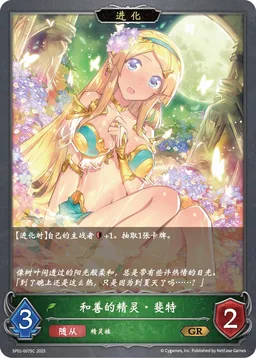 进化
【进化时】自己的主战者 +1。抽取1张卡牌。
像树叶间透过的阳光般柔和，总是带有些许热情的目光。
「到了晚上还是这么热，只是因为到夏天了吗……？」
和善的精灵·斐特
3
随从
精灵族
GR
2
SP01-007SC 2025
© Cygames, Inc. Published by NetEase Games